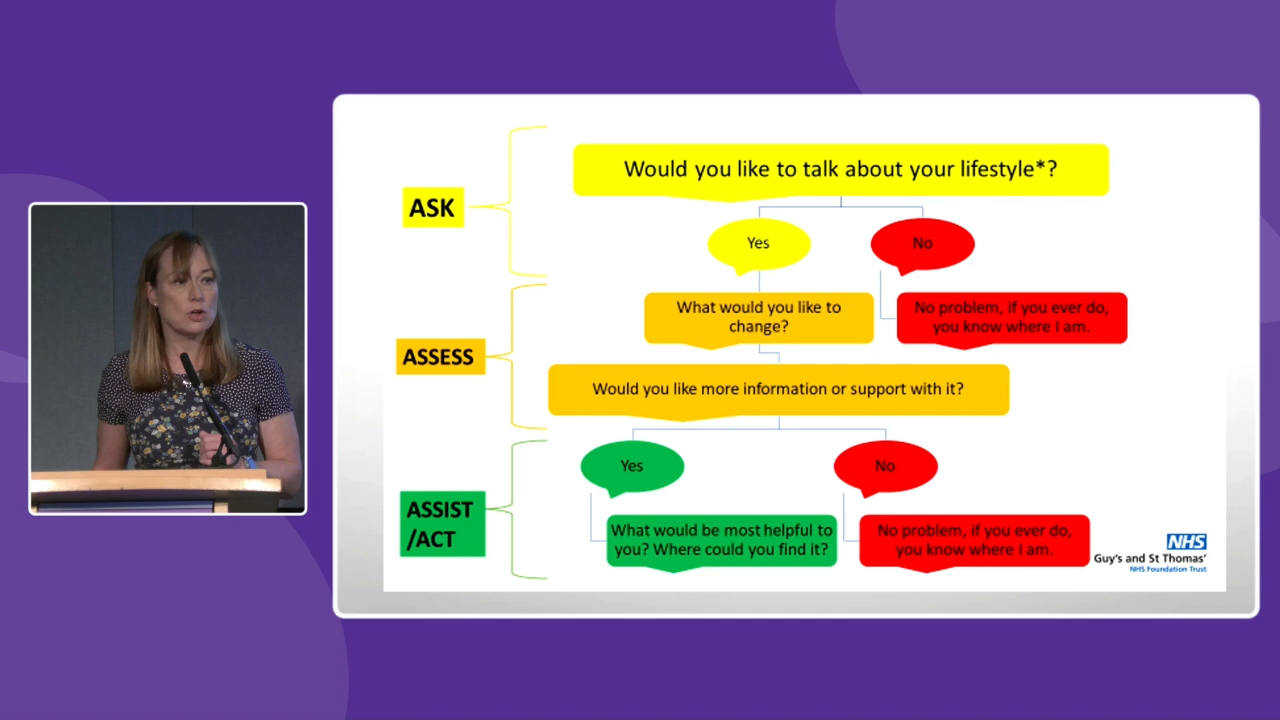 Would you like to talk about your lifestyle*?
ASK
Yes
No
What would you like to
change?
No problem, if you ever do,
you know where I am.
ASSESS
Would you like more information or support with it?
Yes
No
ASSIST
/ACT
What would be most helpful to
you? Where could you find it?
No problem, if you ever do,
you know where I am.
NHS
Guy's and St Thomas'
NHS Foundation Trust